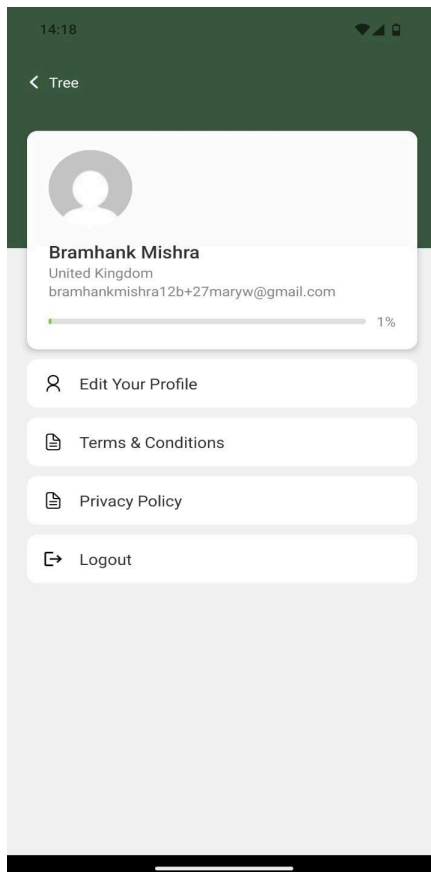 14:18
Tree
Bramhank Mishra
United Kingdom
bramhankmishra12b+27maryw@gmail.com
1%
Edit Your Profile
Terms & Conditions
Privacy Policy
Logout